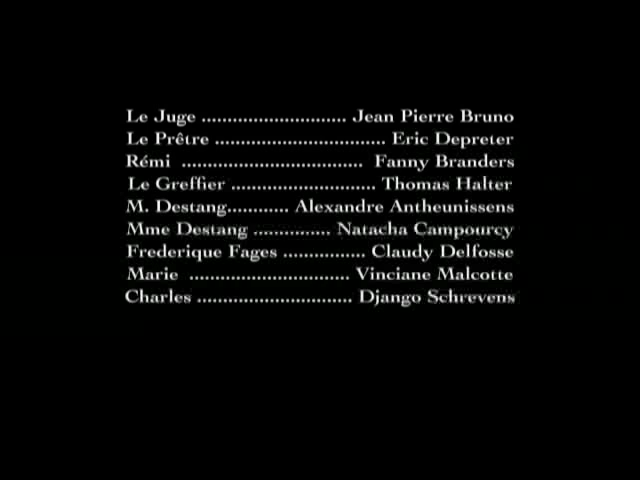 Le Juge ............................ Jean Pierre Bruno
Le Prêtre ................................. Eric Depreter
Rémi ................................... Fanny Branders
Le Greffier ............................ Thomas Halter
M. Destang............ Alexandre Antheunissens
Mme Destang ............... Natacha Campourcy
Frederique Fages ................ Claudy Delfosse
Marie ............................... Vinciane Malcotte
Charles .............................. Django Schrevens